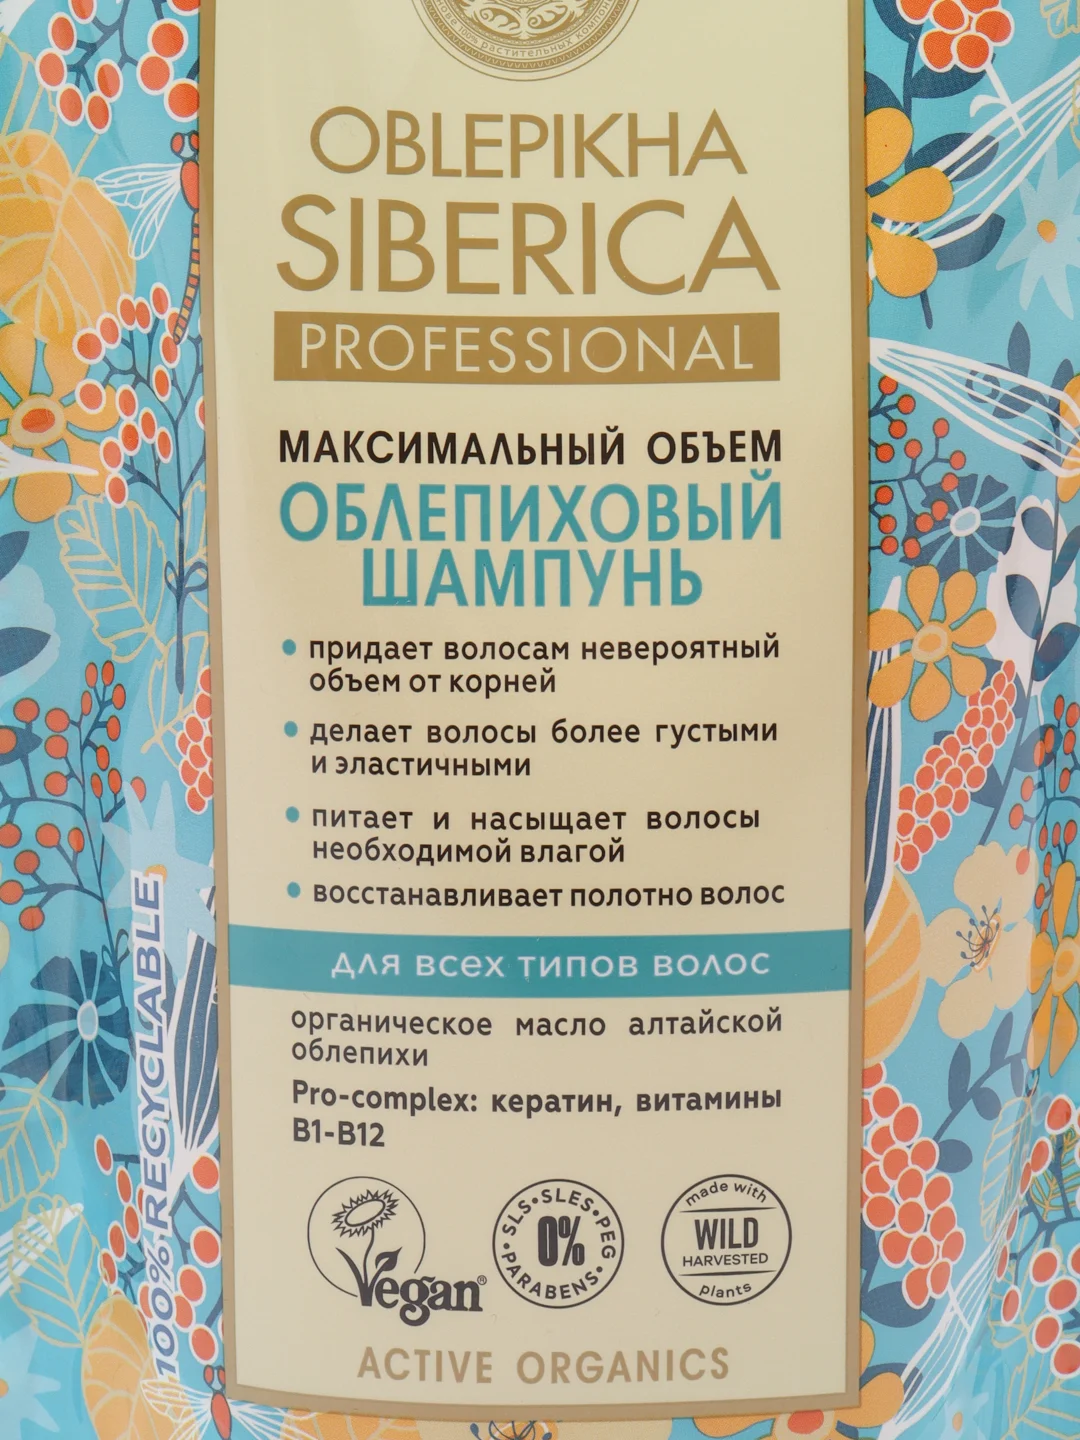 100% растительных
OBLEPIKHA
SIBERICA
PROFESSIONAL
МАКСИМАЛЬНЫЙ ОБЪЕМ
ОБЛЕПИХОВЫЙ
ШАМПУНЬ
• придает волосам невероятный
объем от корней
• делает волосы более густыми
и эластичными
• питает и насыщает волосы
необходимой влагой
• восстанавливает полотно волос
для всех типов волос
органическое масло алтайской
облепихи
Pro-complex: кератин, витамины
B1-B12
Vegan®
•SLS•SLES•PEG
0%
•PARABENS•
made with
WILD
HARVESTED
plants
ACTIVE ORGANICS
100% RECYCLABLE